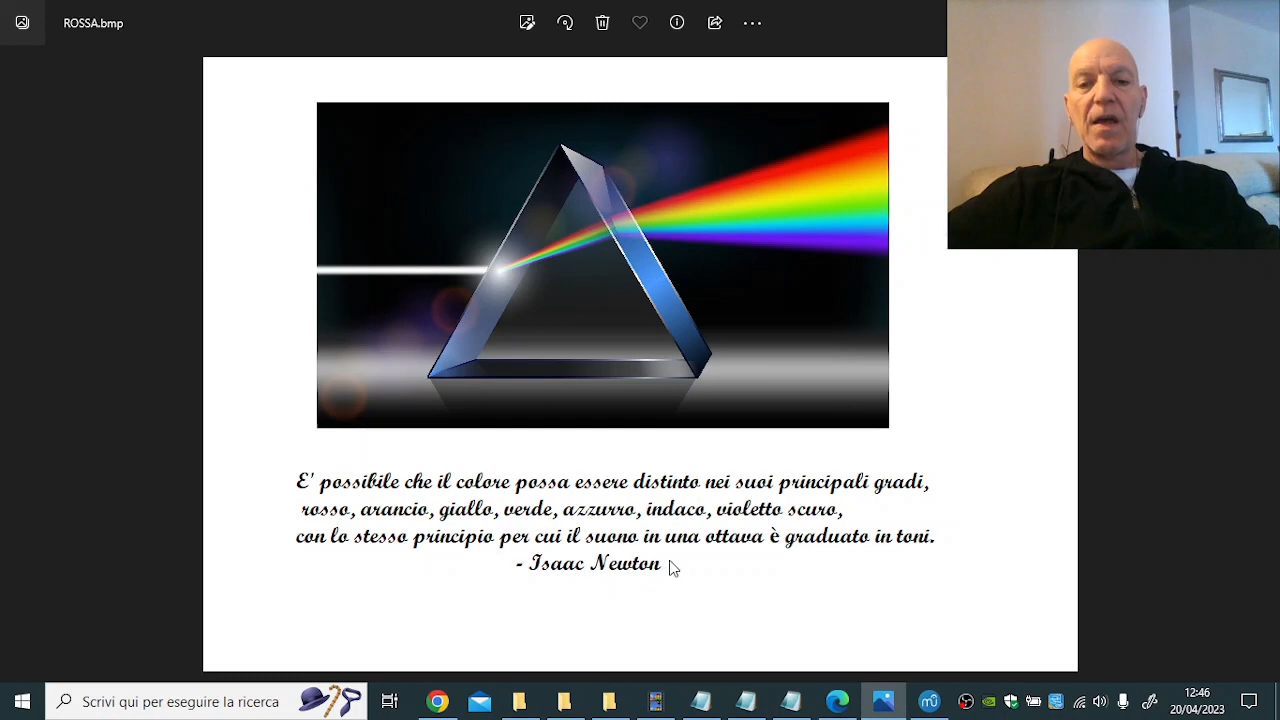 ROSSA.bmp
E' possibile che il colore possa essere distinto nei suoi principali gradi,
rosso, arancio, giallo, verde, azzurro, indaco, violetto scuro,
con lo stesso principio per cui il suono in una ottava è graduato in toni.
- Isaac Newton
Scrivi qui per eseguire la ricerca
12:46
20/04/2023